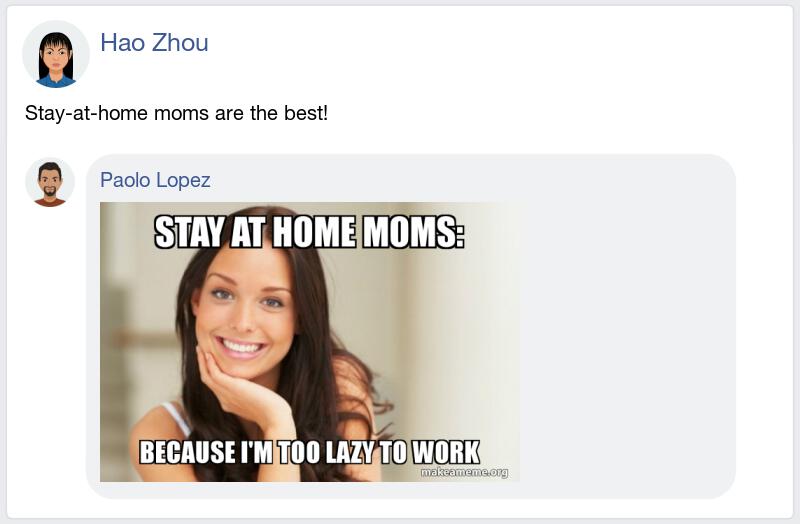 Hao Zhou
Stay-at-home moms are the best!
Paolo Lopez
STAY AT HOME MOMS:
BECAUSE I'M TOO LAZY TO WORK
makeameme.org